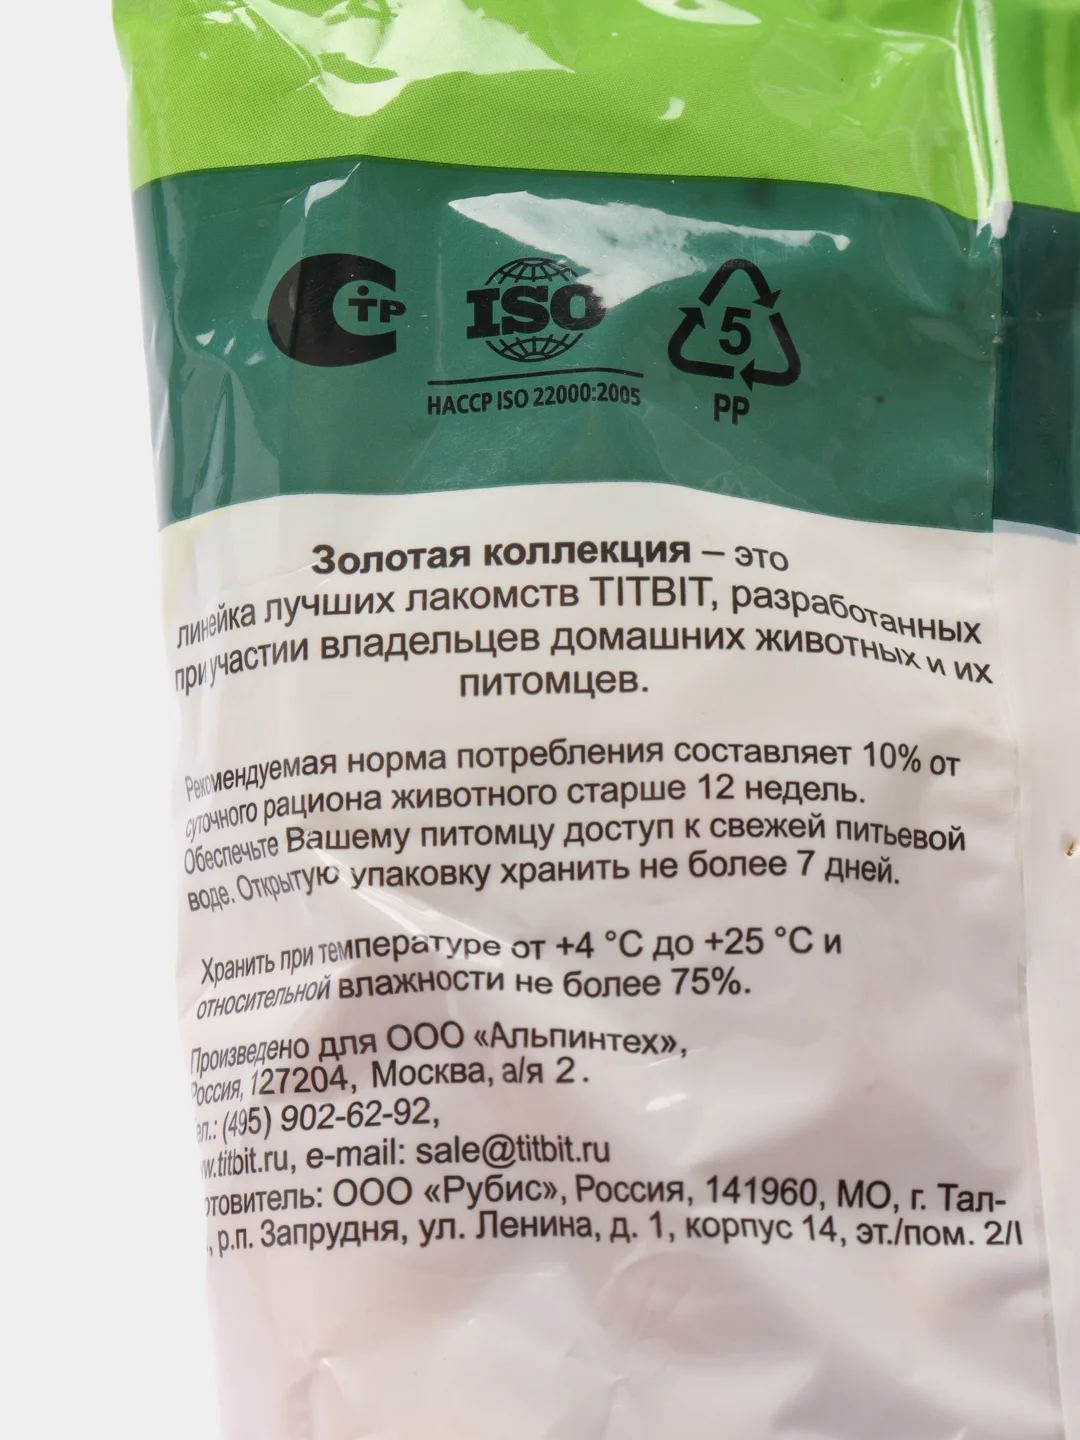 СТР
ISO
HACCP ISO 22000:2005
5
PP
Золотая коллекция – это
линейка лучших лакомств TITBIT, разработанных
при участии владельцев домашних животных и их
питомцев.
Рекомендуемая норма потребления составляет 10% от
суточного рациона животного старше 12 недель.
Обеспечьте Вашему питомцу доступ к свежей питьевой
воде. Открытую упаковку хранить не более 7 дней.
Хранить при температуре от +4 °С до +25 °С и
относительной влажности не более 75%.
Произведено для ООО «Альпинтех»,
Россия, 127204, Москва, а/я 2.
ел.: (495) 902-62-92,
w.titbit.ru, e-mail: sale@titbit.ru
отовитель: ООО «Рубис», Россия, 141960, МО, г. Тал-
, р.п. Запрудня, ул. Ленина, д. 1, корпус 14, эт./пом. 2/I